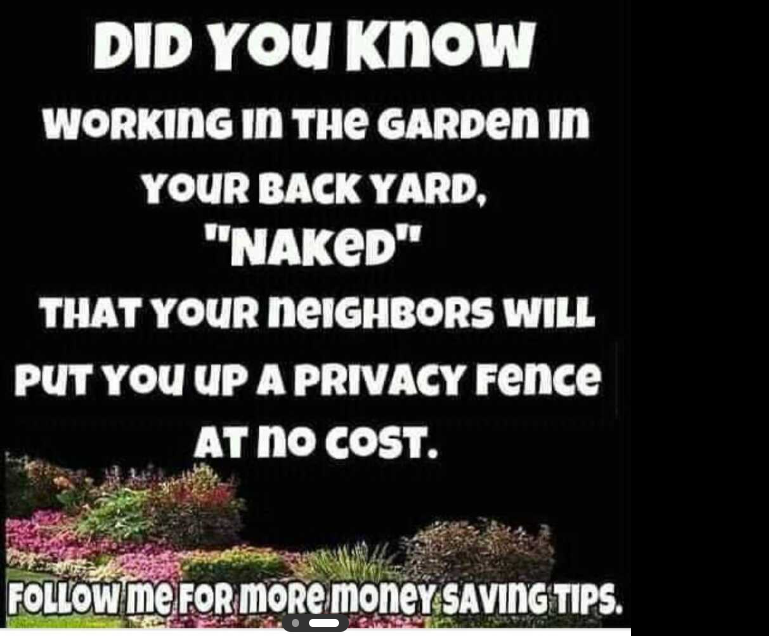 DID YOU KNOW
WORKING IN THE GARDEN IN
YOUR BACK YARD,
"NAKED"
THAT YOUR NEIGHBORS WILL
PUT YOU UP A PRIVACY FENCE
AT NO COST.
FOLLOW ME FOR MORE MONEY SAVING TIPS.